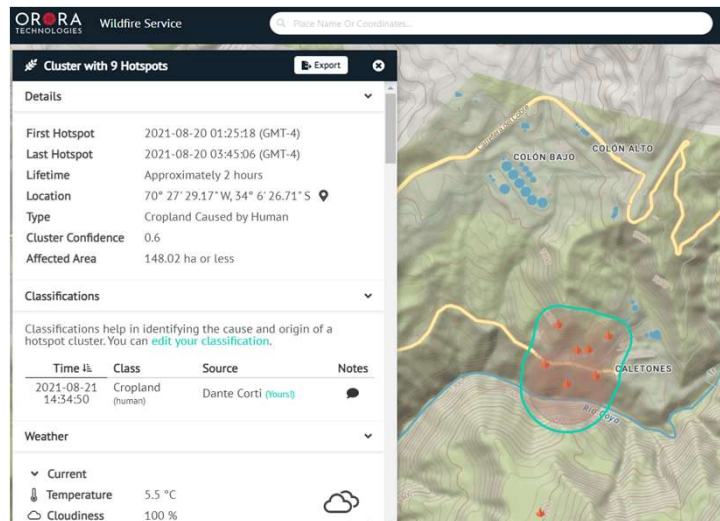 ORORA
TECHNOLOGIES
Wildfire Service
Place Name Or Coordinates...
Cluster with 9 Hotspots
Export
Details
First Hotspot 2021-08-20 01:25:18 (GMT-4)
Last Hotspot 2021-08-20 03:45:06 (GMT-4)
Lifetime Approximately 2 hours
Location 70° 27' 29.17" W, 34° 6' 26.71" S
Type Cropland Caused by Human
Cluster Confidence 0.6
Affected Area 148.02 ha or less
Classifications
Classifications help in identifying the cause and origin of a
hotspot cluster. You can edit your classification.
Time Class Source Notes
2021-08-21 14:34:50 Cropland (human) Dante Corti (Yours!)
Weather
Current
Temperature 5.5 °C
Cloudiness 100 %
Carretera del Cobre
COLÓN BAJO
COLÓN ALTO
CALETONES
Río Coya